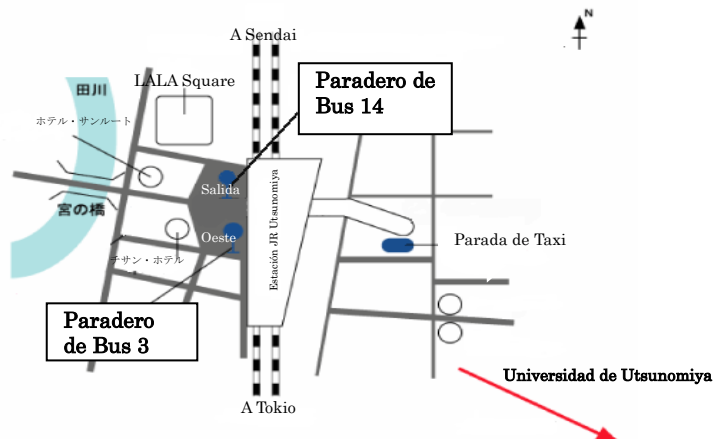 N
A Sendai
LALA Square
Paradero de
Bus 14
田川
ホテル・サンルート
Salida
宮の橋
Oeste
Estación JR Utsunomiya
Parada de Taxi
チサン・ホテル
Paradero
de Bus 3
Universidad de Utsunomiya
A Tokio